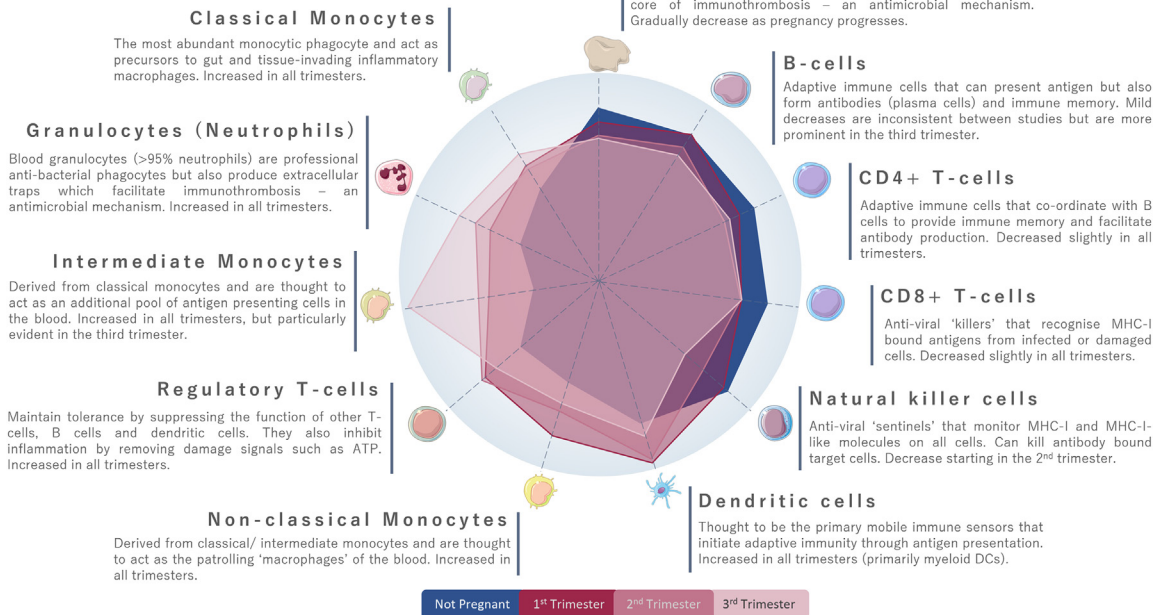 core of immunothrombosis – an antimicrobial mechanism.
Gradually decrease as pregnancy progresses.
Classical Monocytes
The most abundant monocytic phagocyte and act as
precursors to gut and tissue-invading inflammatory
macrophages. Increased in all trimesters.
B-cells
Adaptive immune cells that can present antigen but also
form antibodies (plasma cells) and immune memory. Mild
decreases are inconsistent between studies but are more
prominent in the third trimester.
Granulocytes (Neutrophils)
Blood granulocytes (>95% neutrophils) are professional
anti-bacterial phagocytes but also produce extracellular
traps which facilitate immunothrombosis – an
antimicrobial mechanism. Increased in all trimesters.
CD4+ T-cells
Adaptive immune cells that co-ordinate with B
cells to provide immune memory and facilitate
antibody production. Decreased slightly in all
trimesters.
Intermediate Monocytes
Derived from classical monocytes and are thought to
act as an additional pool of antigen presenting cells in
the blood. Increased in all trimesters, but particularly
evident in the third trimester.
CD8+ T-cells
Anti-viral ‘killers’ that recognise MHC-I
bound antigens from infected or damaged
cells. Decreased slightly in all trimesters.
Regulatory T-cells
Maintain tolerance by suppressing the function of other T-
cells, B cells and dendritic cells. They also inhibit
inflammation by removing damage signals such as ATP.
Increased in all trimesters.
Natural killer cells
Anti-viral ‘sentinels’ that monitor MHC-I and MHC-I-
like molecules on all cells. Can kill antibody bound
target cells. Decrease starting in the 2nd trimester.
Non-classical Monocytes
Derived from classical/ intermediate monocytes and are thought
to act as the patrolling ‘macrophages’ of the blood. Increased in
all trimesters.
Dendritic cells
Thought to be the primary mobile immune sensors that
initiate adaptive immunity through antigen presentation.
Increased in all trimesters (primarily myeloid DCs).
Not Pregnant 1st Trimester 2nd Trimester 3rd Trimester